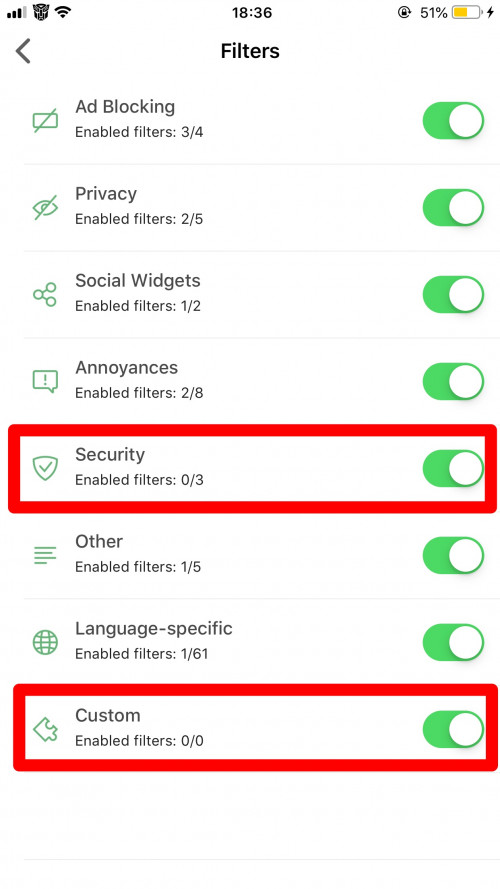 18:36
51%
Filters
Ad Blocking
Enabled filters: 3/4
Privacy
Enabled filters: 2/5
Social Widgets
Enabled filters: 1/2
Annoyances
Enabled filters: 2/8
Security
Enabled filters: 0/3
Other
Enabled filters: 1/5
Language-specific
Enabled filters: 1/61
Custom
Enabled filters: 0/0